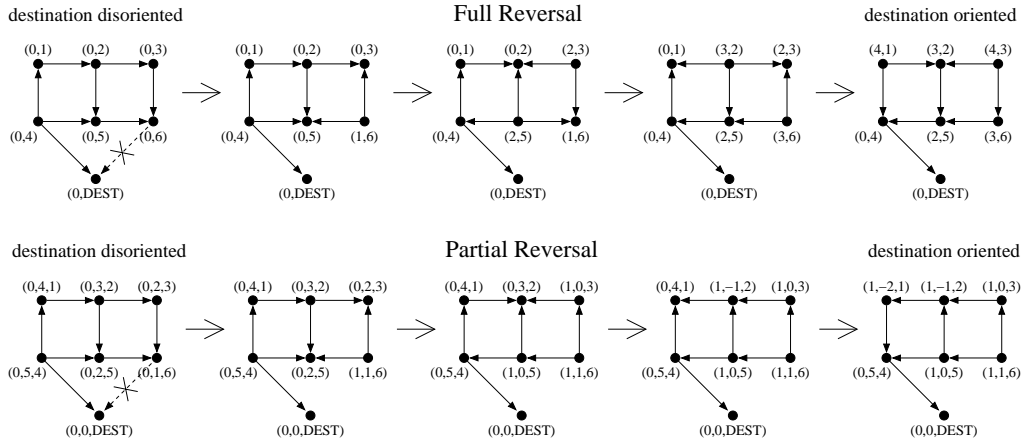 destination disoriented Full Reversal destination oriented
(0,1) (0,2) (0,3) (0,1) (0,2) (0,3) (0,1) (0,2) (2,3) (0,1) (3,2) (2,3) (4,1) (3,2) (4,3)
(0,4) (0,5) (0,6) (0,4) (0,5) (1,6) (0,4) (2,5) (1,6) (0,4) (2,5) (3,6) (0,4) (2,5) (3,6)
(0,DEST) (0,DEST) (0,DEST) (0,DEST) (0,DEST)
destination disoriented Partial Reversal destination oriented
(0,4,1) (0,3,2) (0,2,3) (0,4,1) (0,3,2) (0,2,3) (0,4,1) (0,3,2) (1,0,3) (0,4,1) (1,−1,2) (1,0,3) (1,−2,1) (1,−1,2) (1,0,3)
(0,5,4) (0,2,5) (0,1,6) (0,5,4) (0,2,5) (1,1,6) (0,5,4) (1,0,5) (1,1,6) (0,5,4) (1,0,5) (1,1,6) (0,5,4) (1,0,5) (1,1,6)
(0,0,DEST) (0,0,DEST) (0,0,DEST) (0,0,DEST) (0,0,DEST)